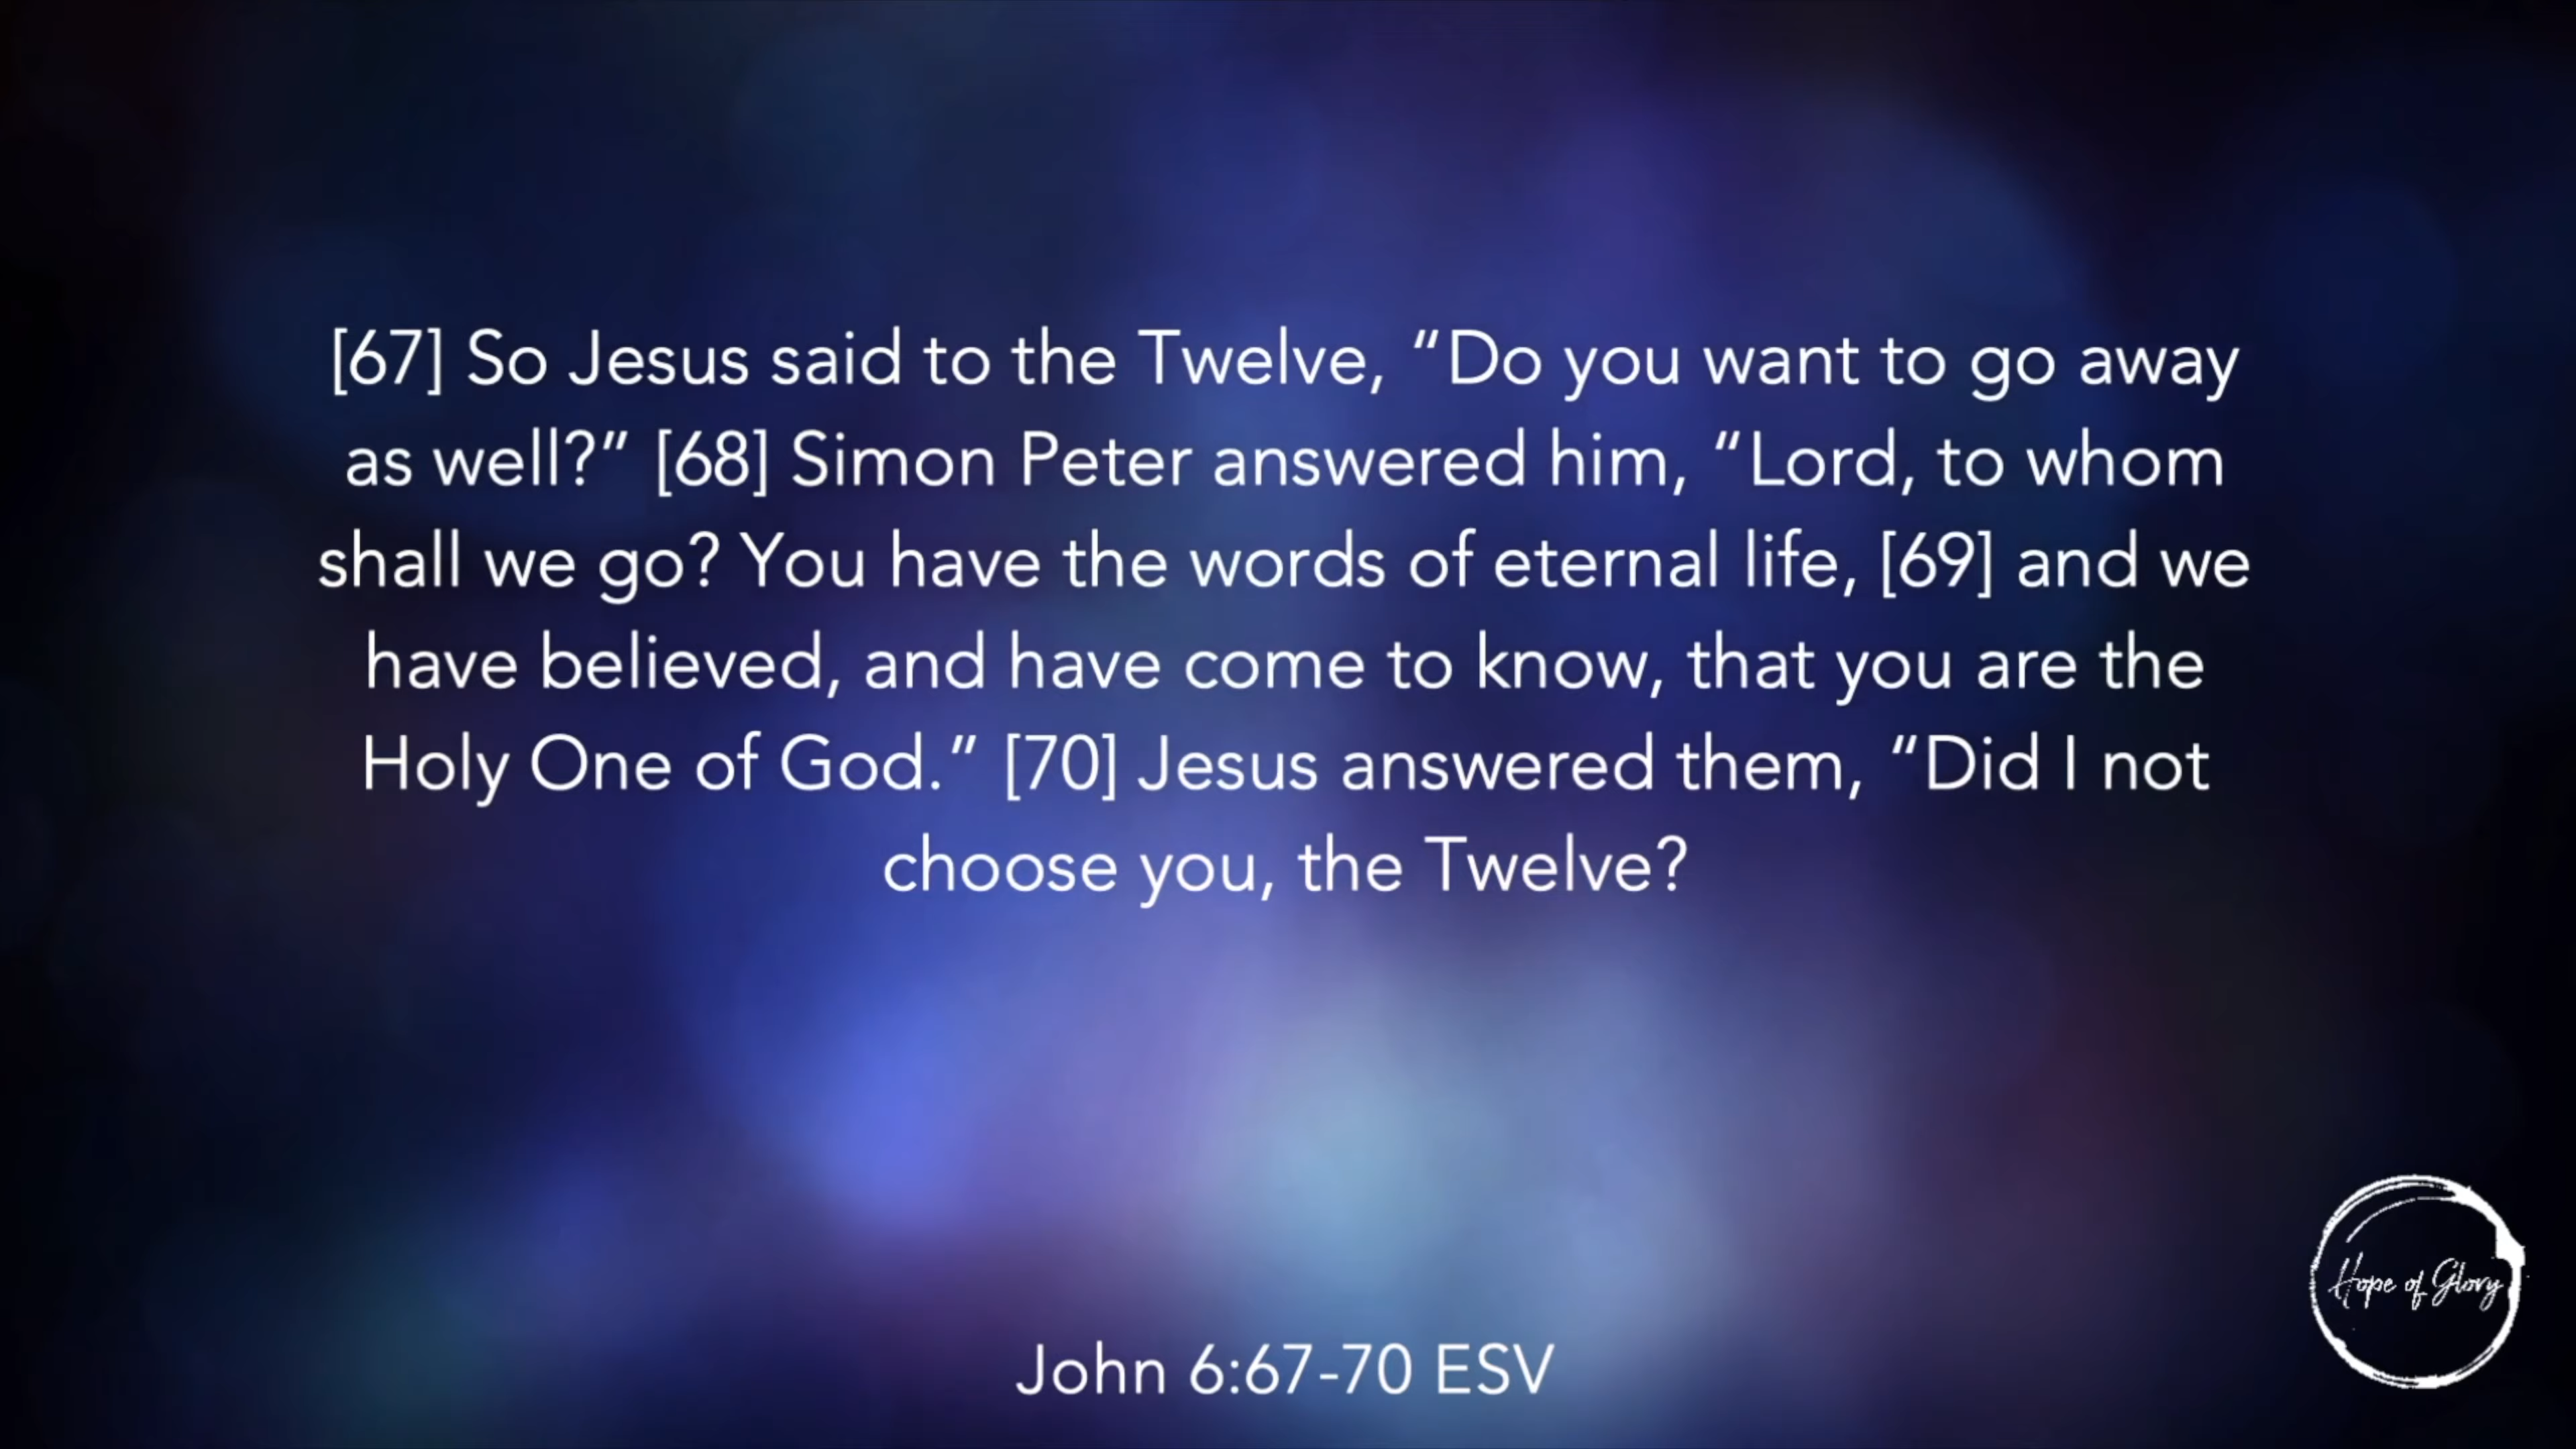 [67] So Jesus said to the Twelve, “Do you want to go away
as well?” [68] Simon Peter answered him, “Lord, to whom
shall we go? You have the words of eternal life, [69] and we
have believed, and have come to know, that you are the
Holy One of God.” [70] Jesus answered them, “Did I not
choose you, the Twelve?
Hope of Glory
John 6:67-70 ESV